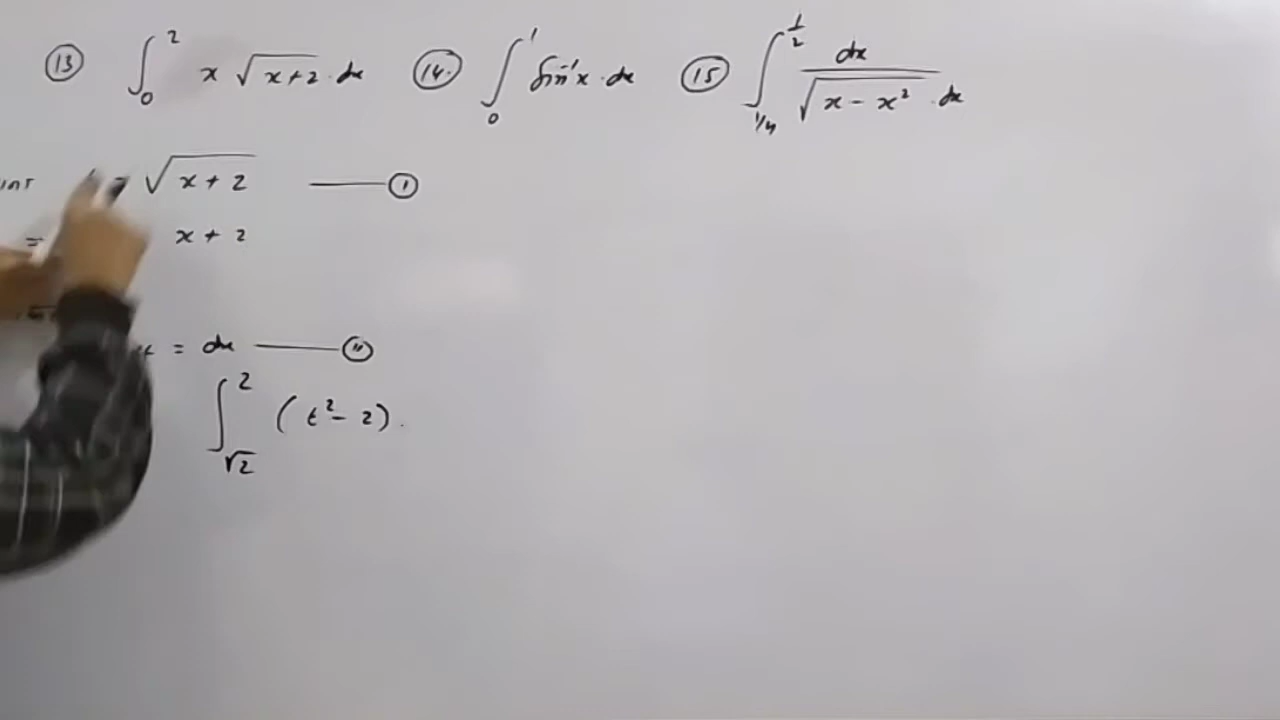 (13) ∫₀² x √(x+2) · dx (14.) ∫₀¹ sin⁻¹x · dx (15) ∫_{1/4}^{1/2} dx/√(x − x²) · dx
√(x + 2) —— (1)
= x + 2
= dx —— (11)
∫_{√2}^{2} (t² − 2).